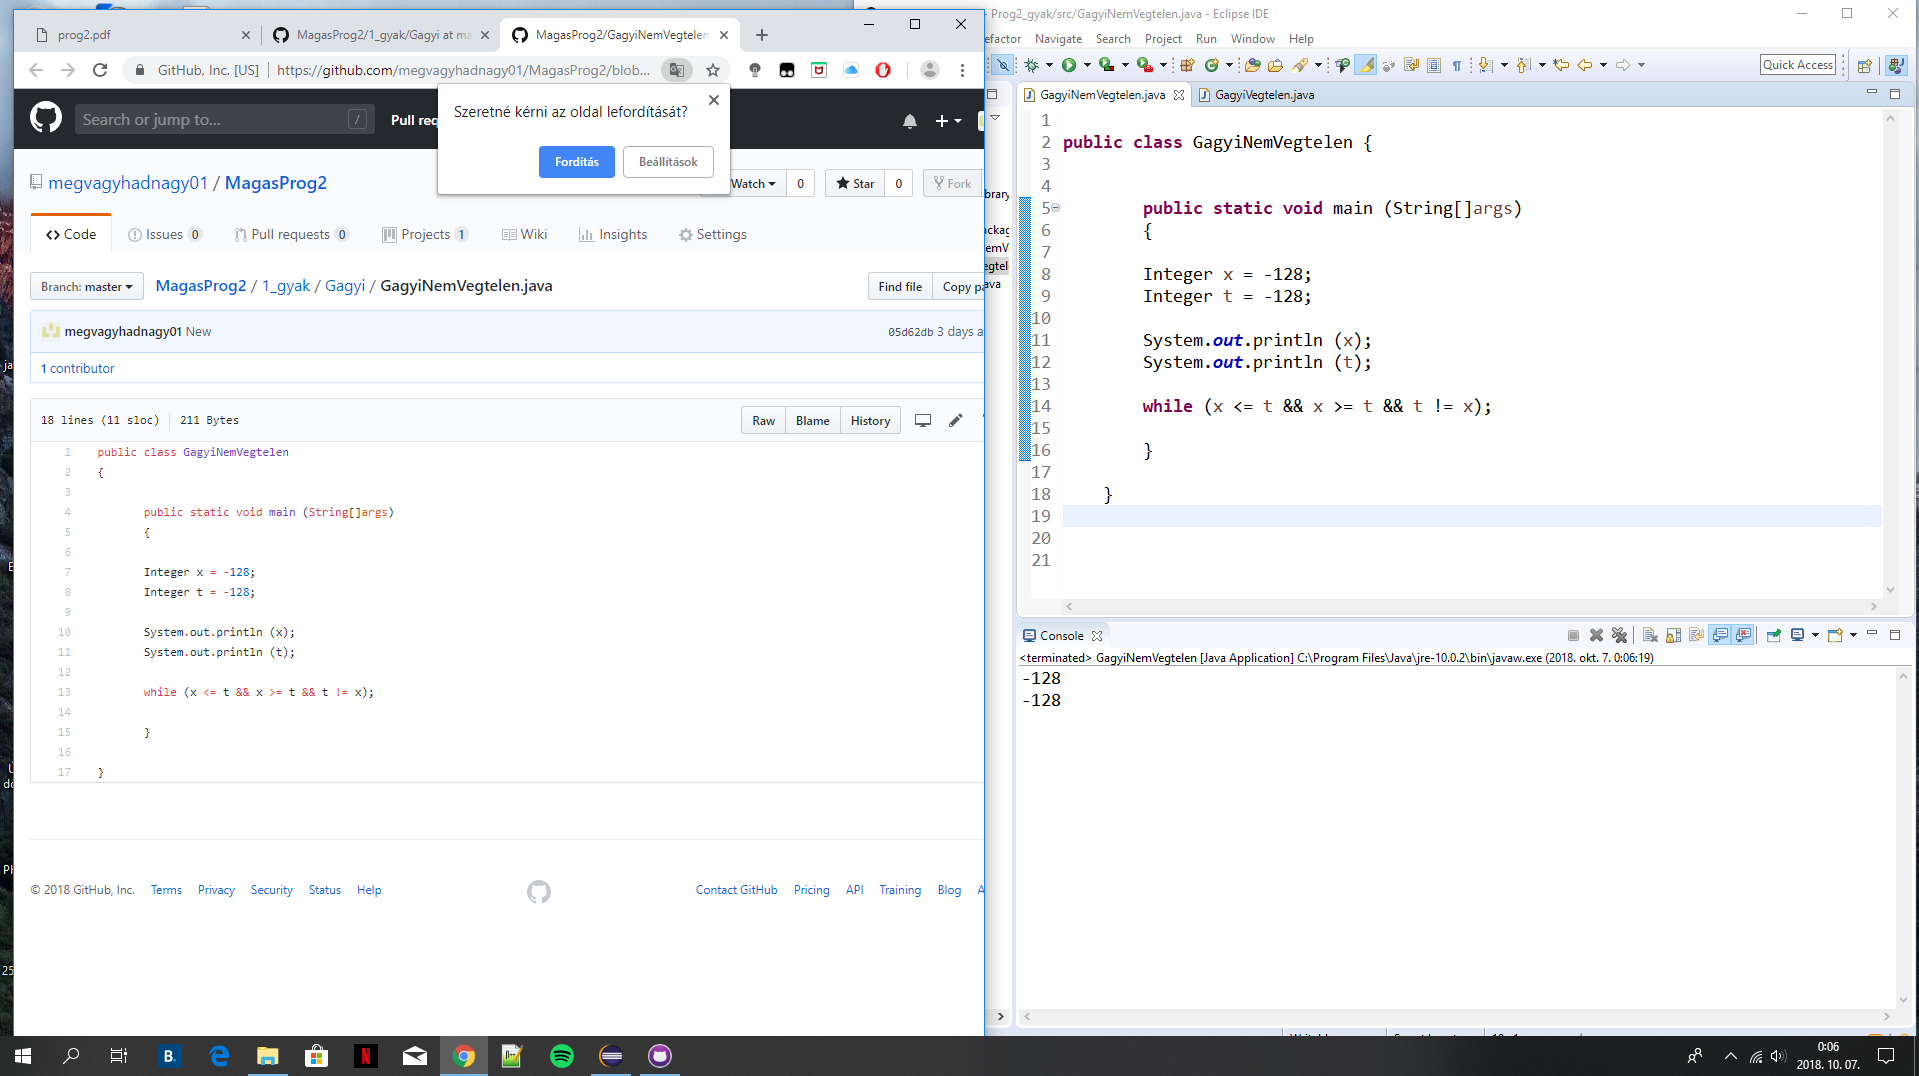 prog2.pdf
MagasProg2/1_gyak/Gagyi at ma
MagasProg2/GagyiNemVegtelen.
GitHub, Inc. [US] | https://github.com/megvagyhadnagy01/MagasProg2/blob...
Search or jump to...
/
Pull req
Szeretné kérni az oldal lefordítását?
Fordítás
Beállítások
megvagyhadnagy01 / MagasProg2
Watch 0
Star 0
Fork
Code
Issues 0
Pull requests 0
Projects 1
Wiki
Insights
Settings
Branch: master
MagasProg2 / 1_gyak / Gagyi / GagyiNemVegtelen.java
Find file
Copy pa
megvagyhadnagy01 New
05d62db 3 days a
1 contributor
18 lines (11 sloc) 211 Bytes
Raw
Blame
History
1 public class GagyiNemVegtelen
2 {
3
4 public static void main (String[]args)
5 {
6
7 Integer x = -128;
8 Integer t = -128;
9
10 System.out.println (x);
11 System.out.println (t);
12
13 while (x <= t && x >= t && t != x);
14
15 }
16
17 }
© 2018 GitHub, Inc. Terms Privacy Security Status Help
Contact GitHub Pricing API Training Blog A
- Prog2_gyak/src/GagyiNemVegtelen.java - Eclipse IDE
efactor Navigate Search Project Run Window Help
Quick Access
GagyiNemVegtelen.java
GagyiVegtelen.java
1
2 public class GagyiNemVegtelen {
3
4
5 public static void main (String[]args)
6 {
7
8 Integer x = -128;
9 Integer t = -128;
10
11 System.out.println (x);
12 System.out.println (t);
13
14 while (x <= t && x >= t && t != x);
15
16 }
17
18 }
19
20
21
brary
ackag
emV
egtel
ava
Console
<terminated> GagyiNemVegtelen [Java Application] C:\Program Files\Java\jre-10.0.2\bin\javaw.exe (2018. okt. 7. 0:06:19)
-128
-128
ja
25
B.
N
0:06
2018. 10. 07.